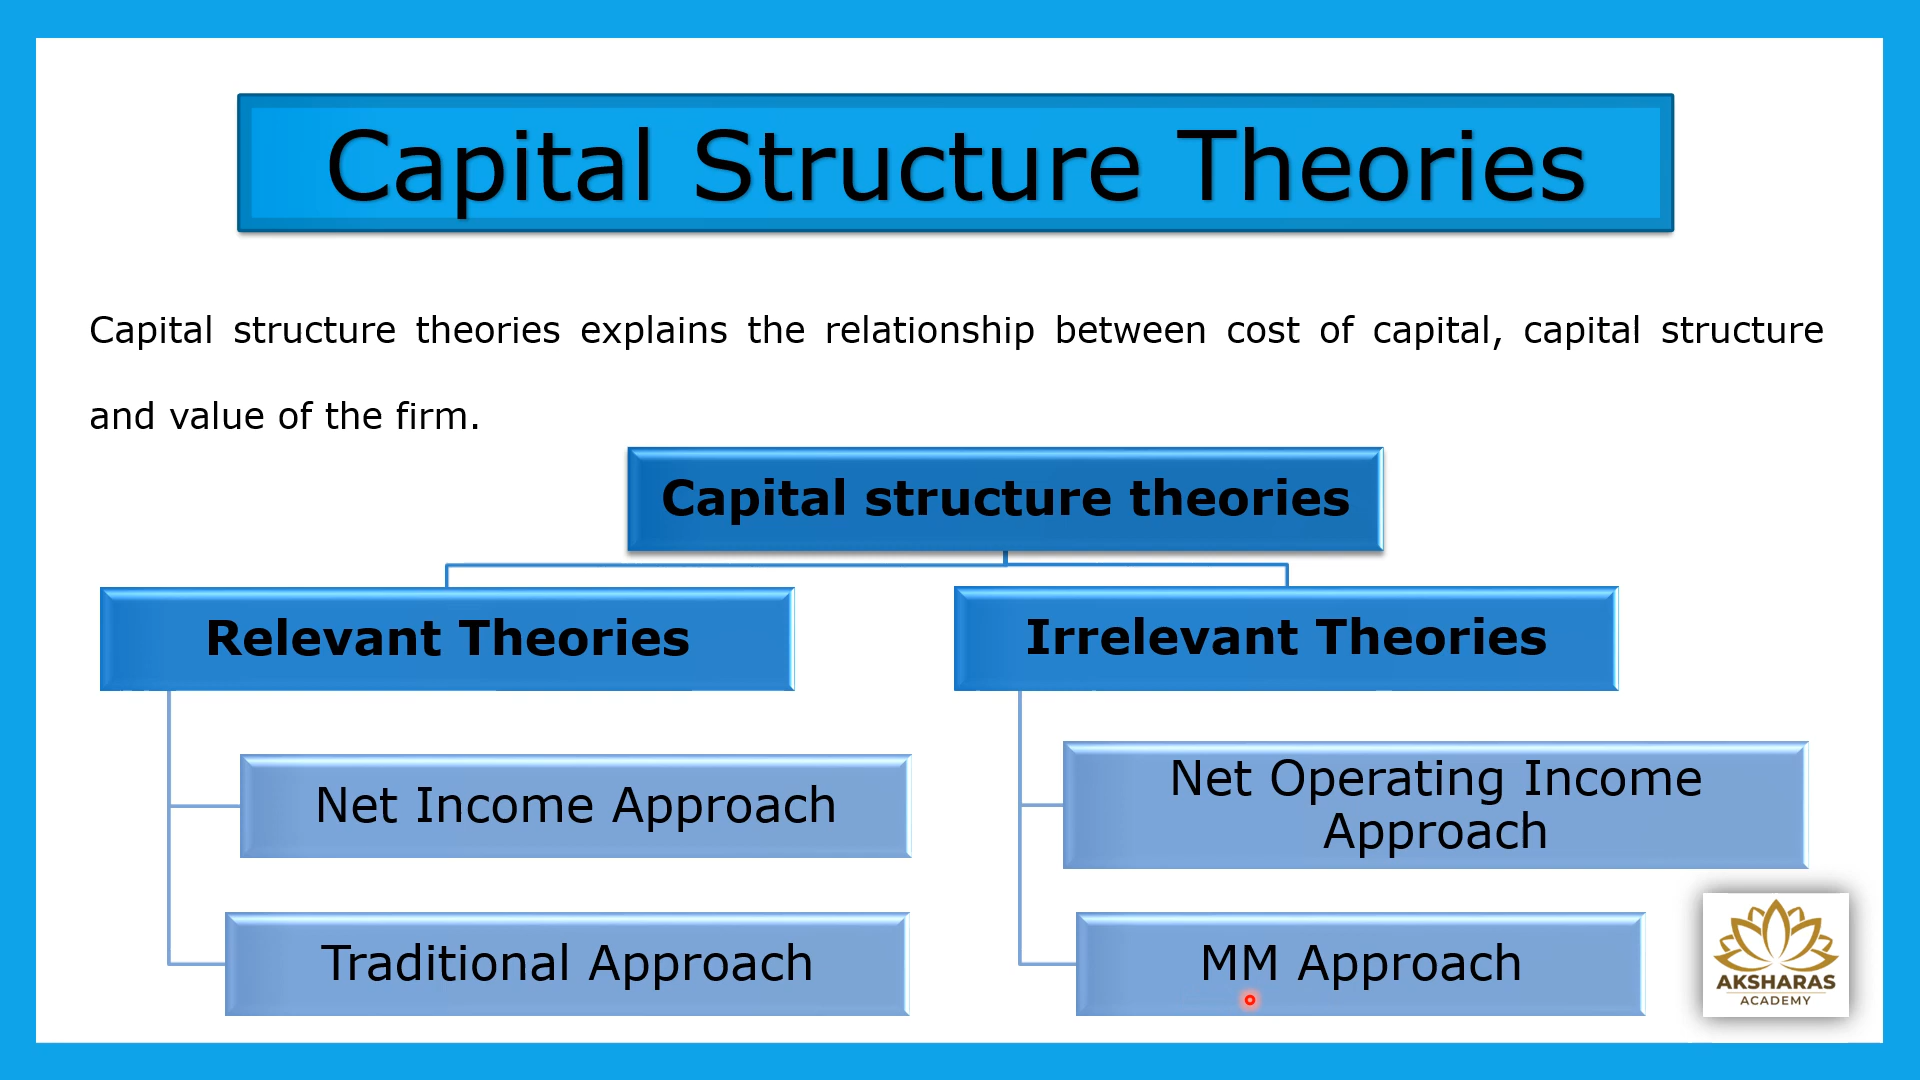 Capital Structure Theories
Capital structure theories explains the relationship between cost of capital, capital structure
and value of the firm.
Capital structure theories
Relevant Theories
Irrelevant Theories
Net Income Approach
Net Operating Income
Approach
Traditional Approach
MM Approach
AKSHARAS
ACADEMY